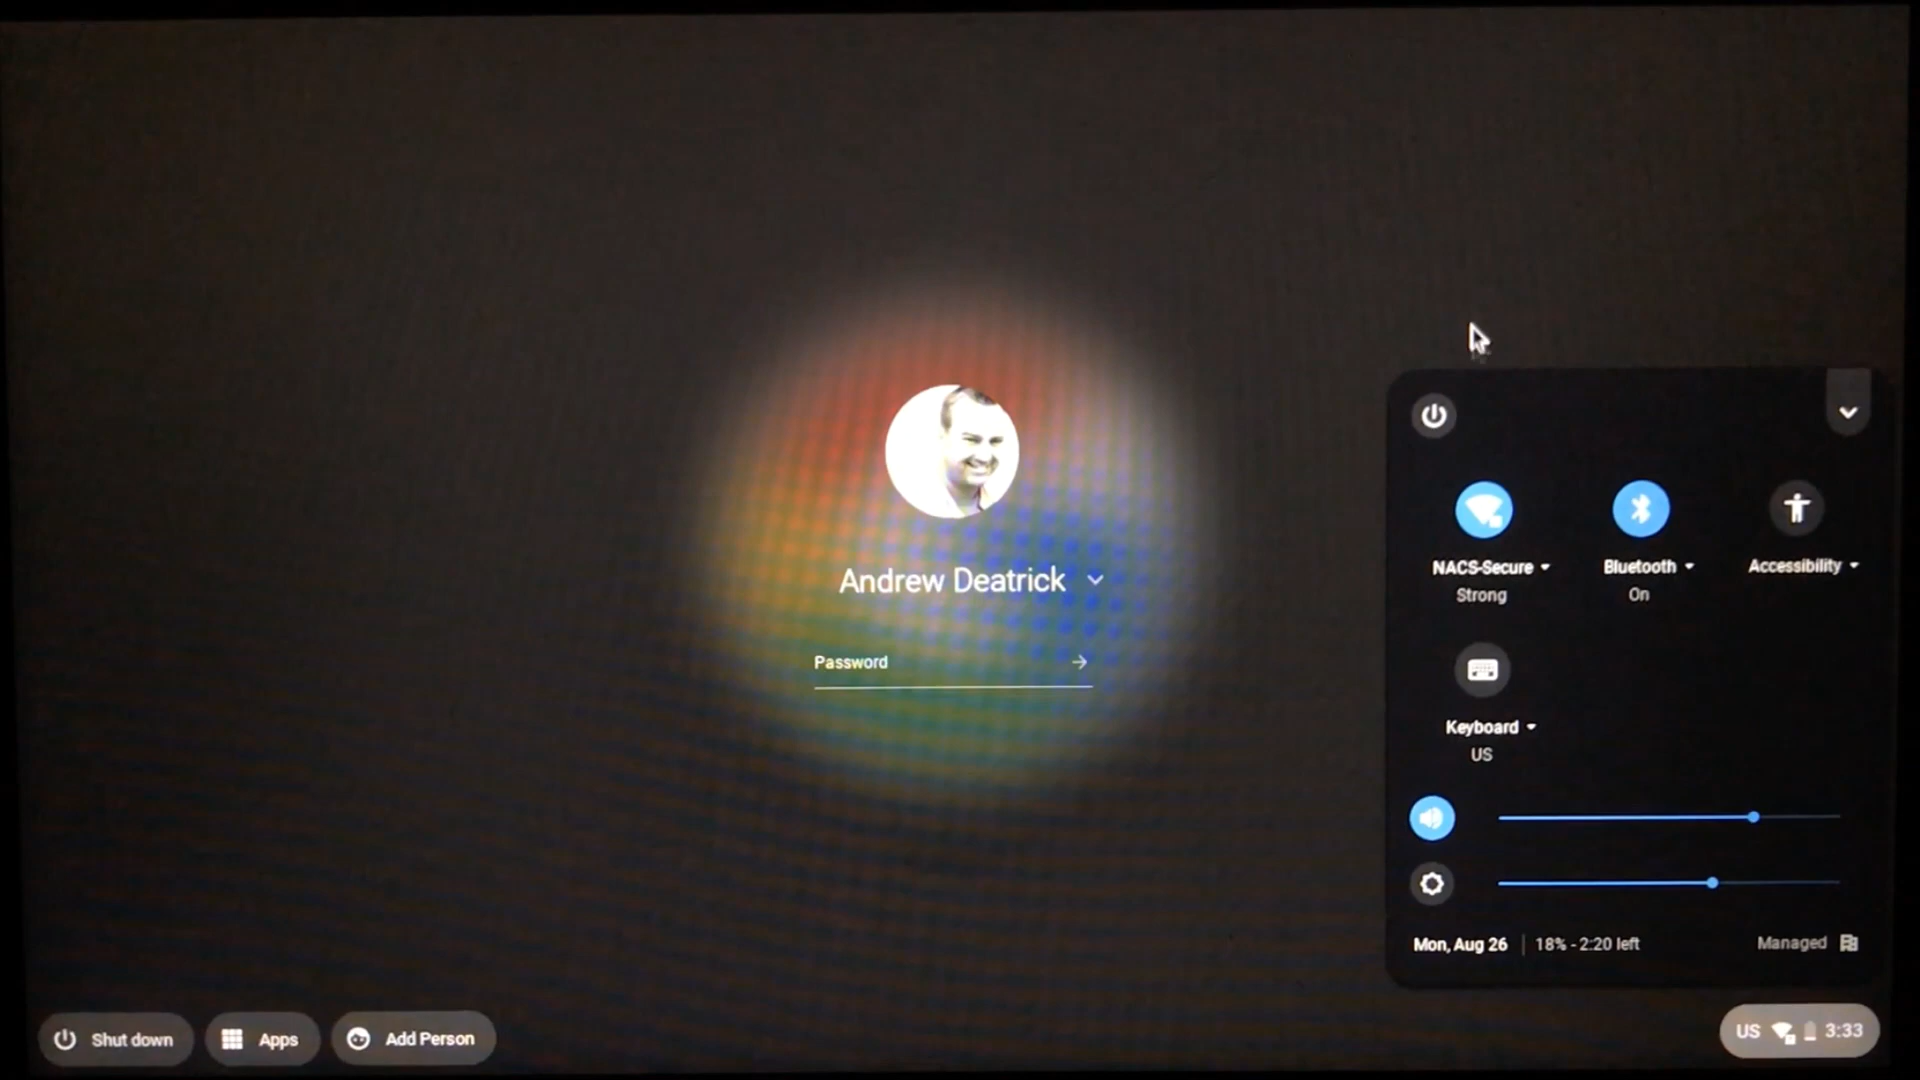 Andrew Deatrick
Password
NACS-Secure
Strong
Bluetooth
On
Accessibility
Keyboard
US
Mon, Aug 26 | 18% - 2:20 left
Managed
Shut down
Apps
Add Person
US 3:33